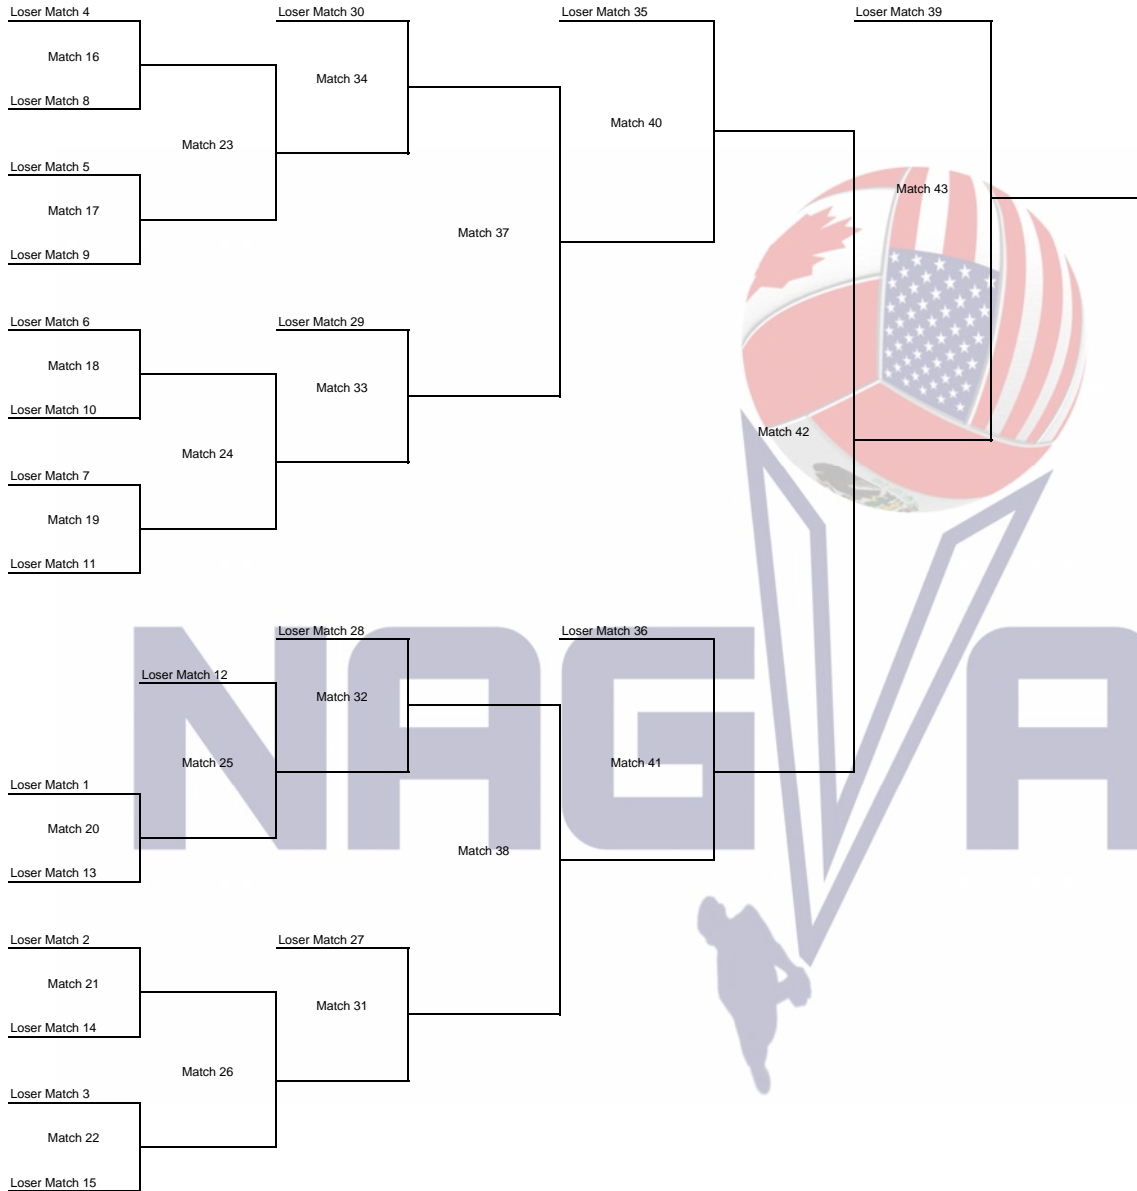 Loser Match 4
Loser Match 30
Loser Match 35
Loser Match 39
Match 16
Match 34
Loser Match 8
Match 40
Match 23
Loser Match 5
Match 43
Match 17
Match 37
Loser Match 9
Loser Match 6
Loser Match 29
Match 18
Match 33
Loser Match 10
Match 42
Match 24
Loser Match 7
Match 19
Loser Match 11
Loser Match 28
Loser Match 36
Loser Match 12
Match 32
Match 25
Match 41
Loser Match 1
Match 20
Match 38
Loser Match 13
Loser Match 2
Loser Match 27
Match 21
Match 31
Loser Match 14
Match 26
Loser Match 3
Match 22
Loser Match 15
NAGVA